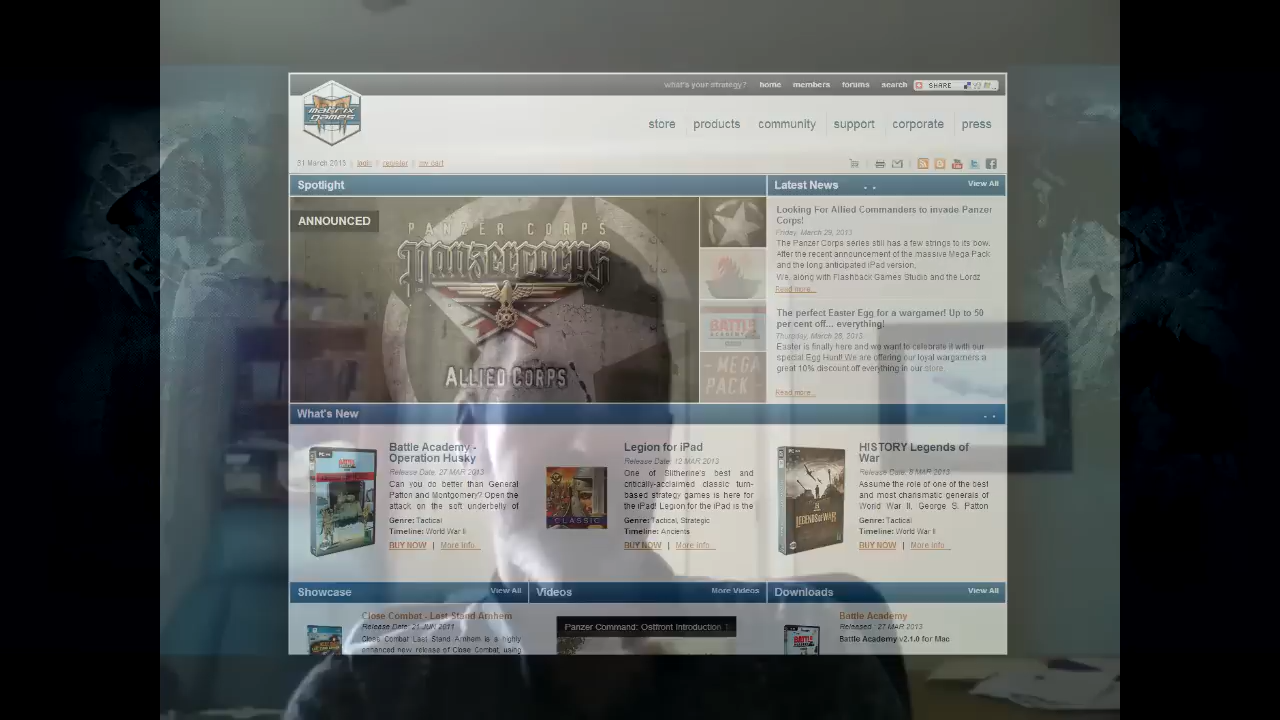 what's your strategy? home members forums search SHARE
matrix games
store products community support corporate press
31 March 2013 login register my cart
Spotlight
Latest News
View All
ANNOUNCED
PANZER CORPS
Panzercorps
ALLIED CORPS
BATTLE
- MEGA PACK -
Looking For Allied Commanders to invade Panzer
Corps!
Friday, March 29, 2013
The Panzer Corps series still has a few strings to its bow.
After the recent announcement of the massive Mega Pack
and the long anticipated iPad version,
We, along with Flashback Games Studio and the Lordz
Read more...
The perfect Easter Egg for a wargamer! Up to 50
per cent off... everything!
Thursday, March 28, 2013
Easter is finally here and we want to celebrate it with our
special Egg Hunt! We are offering our loyal wargamers a
great 10% discount off everything in our store.
Read more...
What's New
Battle Academy -
Operation Husky
Release Date: 27 MAR 2013
Can you do better than General
Patton and Montgomery? Open the
attack on the soft underbelly of
Genre: Tactical
Timeline: World War II
BUY NOW | More Info...
CLASSIC
Legion for iPad
Release Date: 12 MAR 2013
One of Slitherine's best and
critically-acclaimed classic turn-
based strategy games is here for
the iPad! Legion for the iPad is the
Genre: Tactical, Strategic
Timeline: Ancients
BUY NOW | More Info...
LEGENDS OF WAR
HISTORY Legends of
War
Release Date: 8 MAR 2013
Assume the role of one of the best
and most charismatic generals of
World War II, George S. Patton
Genre: Tactical
Timeline: World War II
BUY NOW | More Info...
Showcase
View All
Videos
More Videos
Downloads
View All
Close Combat - Last Stand Arnhem
Release Date: 21 JUN 2011
Close Combat Last Stand Arnhem is a highly
enhanced new release of Close Combat, using
Panzer Command: Ostfront Introduction
Battle Academy
Released : 27 MAR 2013
Battle Academy v2.1.0 for Mac